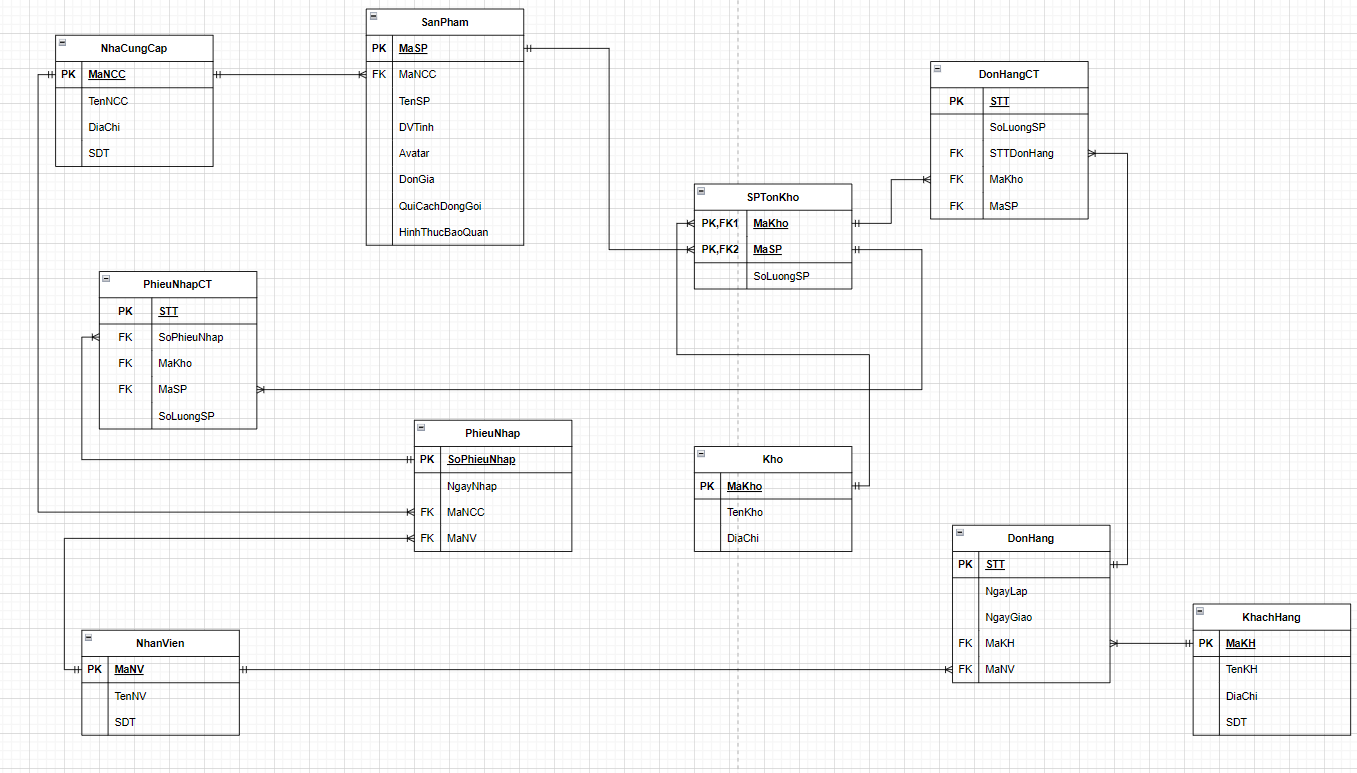 NhaCungCap
PK MaNCC
TenNCC
DiaChi
SDT
SanPham
PK MaSP
FK MaNCC
TenSP
DVTinh
Avatar
DonGia
QuiCachDongGoi
HinhThucBaoQuan
DonHangCT
PK STT
SoLuongSP
FK STTDonHang
FK MaKho
FK MaSP
SPTonKho
PK,FK1 MaKho
PK,FK2 MaSP
SoLuongSP
PhieuNhapCT
PK STT
FK SoPhieuNhap
FK MaKho
FK MaSP
SoLuongSP
PhieuNhap
PK SoPhieuNhap
NgayNhap
FK MaNCC
FK MaNV
Kho
PK MaKho
TenKho
DiaChi
DonHang
PK STT
NgayLap
NgayGiao
FK MaKH
FK MaNV
KhachHang
PK MaKH
TenKH
DiaChi
SDT
NhanVien
PK MaNV
TenNV
SDT